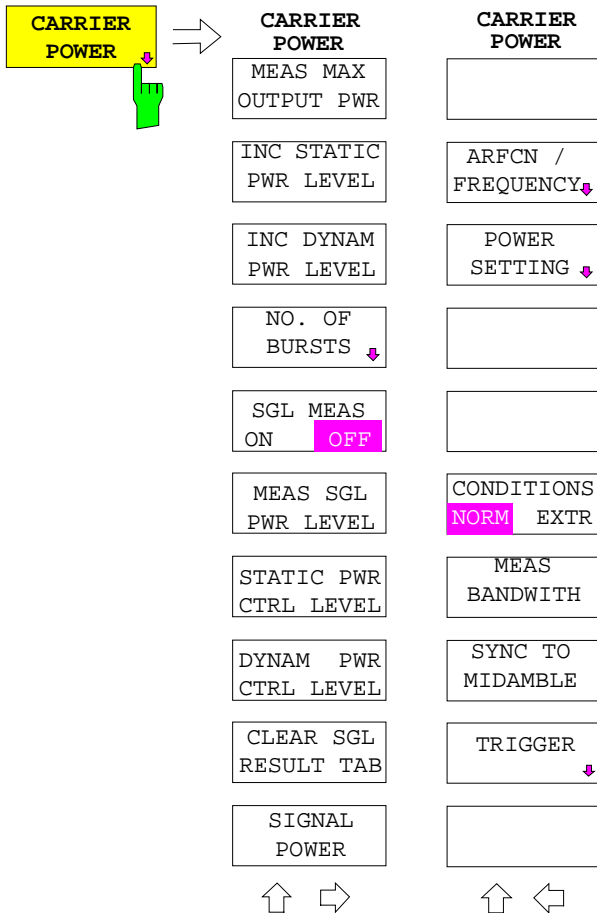 CARRIER
POWER
CARRIER
POWER
MEAS MAX
OUTPUT PWR
INC STATIC
PWR LEVEL
INC DYNAM
PWR LEVEL
NO. OF
BURSTS
SGL MEAS
ON OFF
MEAS SGL
PWR LEVEL
STATIC PWR
CTRL LEVEL
DYNAM PWR
CTRL LEVEL
CLEAR SGL
RESULT TAB
SIGNAL
POWER
CARRIER
POWER
ARFCN /
FREQUENCY
POWER
SETTING
CONDITIONS
NORM EXTR
MEAS
BANDWITH
SYNC TO
MIDAMBLE
TRIGGER